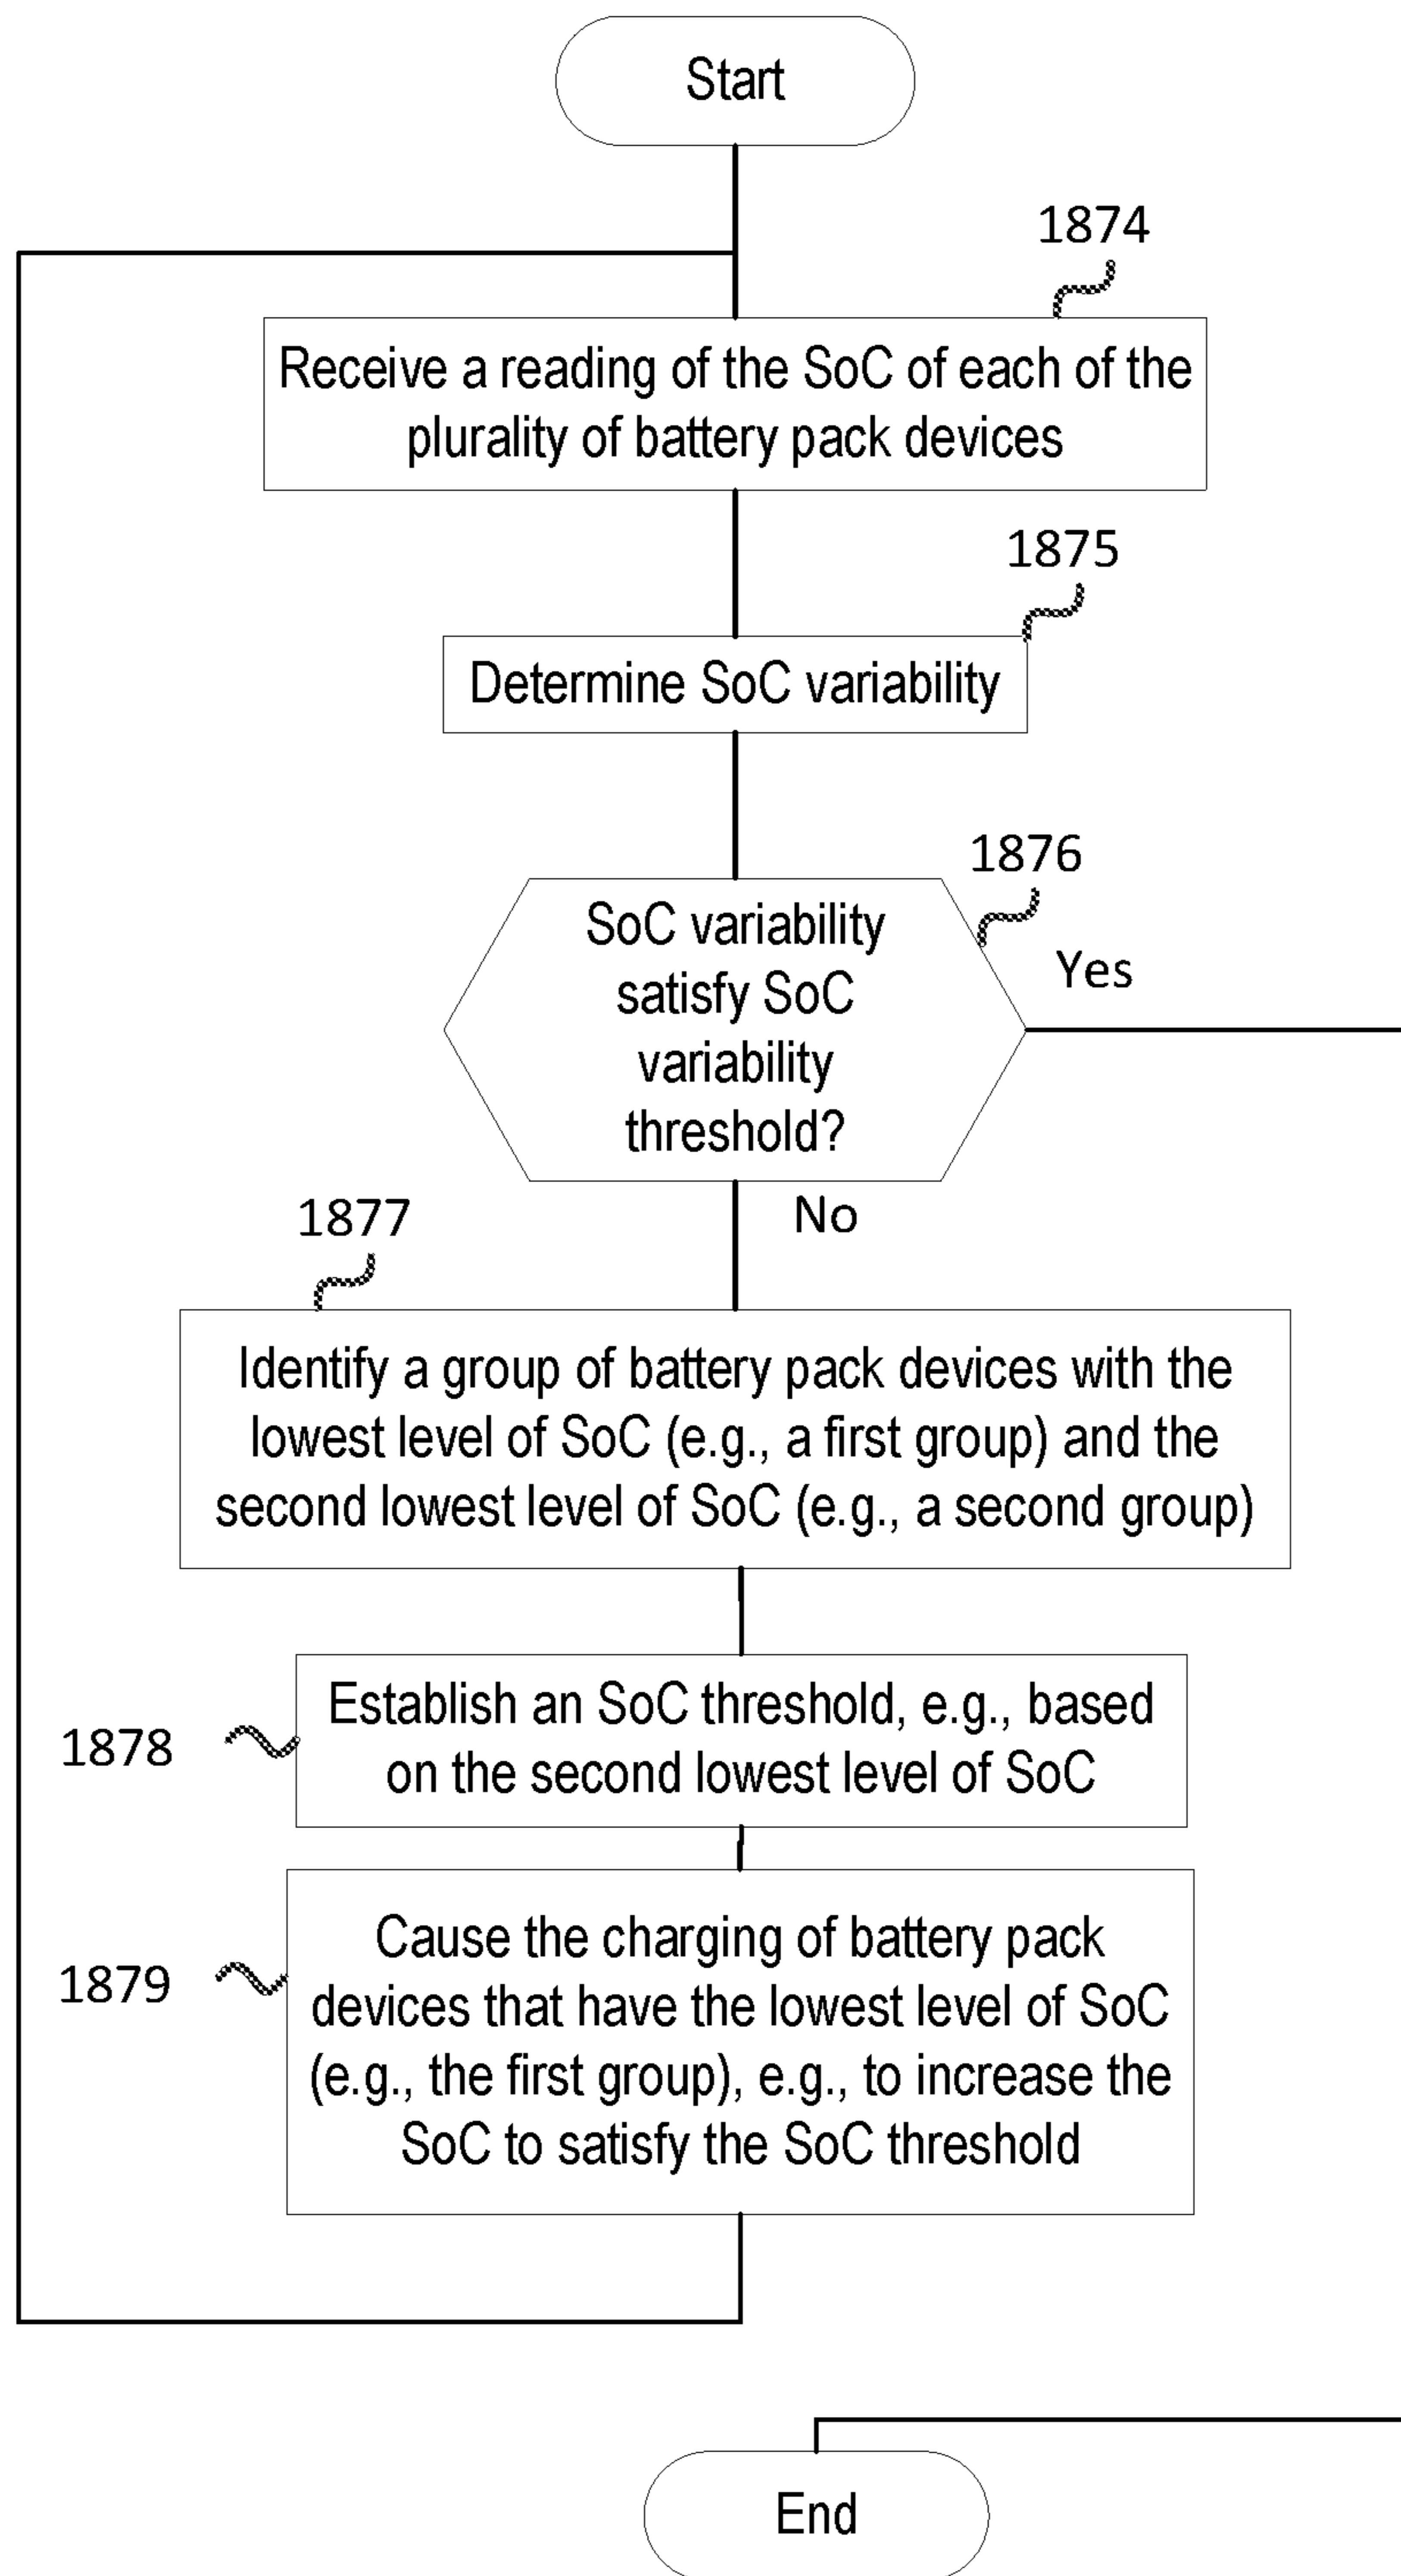 Start
1874
Receive a reading of the SoC of each of the
plurality of battery pack devices
1875
Determine SoC variability
1876
SoC variability
satisfy SoC
variability
threshold?
Yes
No
1877
Identify a group of battery pack devices with the
lowest level of SoC (e.g., a first group) and the
second lowest level of SoC (e.g., a second group)
1878
Establish an SoC threshold, e.g., based
on the second lowest level of SoC
1879
Cause the charging of battery pack
devices that have the lowest level of SoC
(e.g., the first group), e.g., to increase the
SoC to satisfy the SoC threshold
End